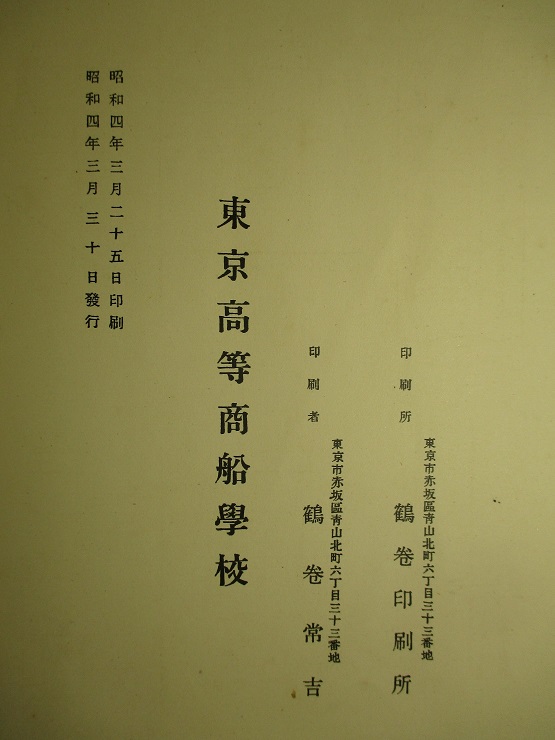 印刷所
東京市赤坂區青山北町六丁目三十三番地
鶴卷印刷所
印刷者
東京市赤坂區青山北町六丁目三十三番地
鶴卷常吉
東京高等商船學校
昭和四年三月二十五日印刷
昭和四年三月三十日發行